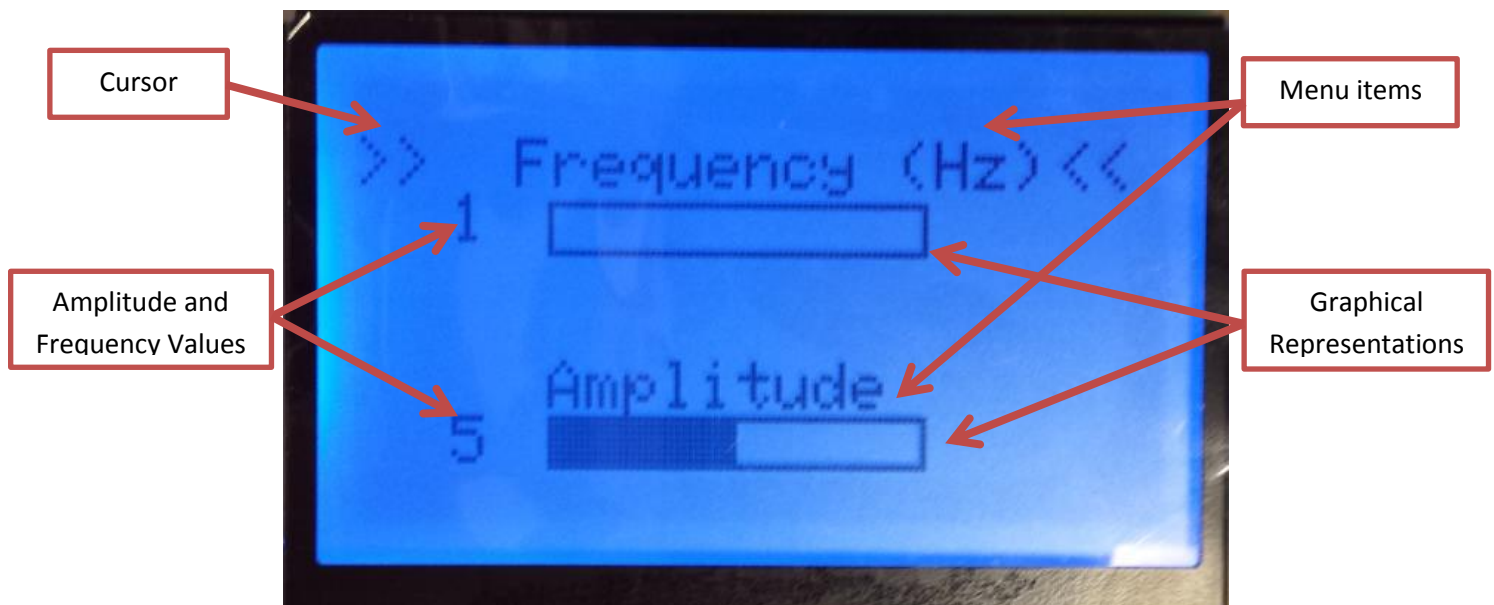 Cursor
Menu items
>> Frequency (Hz) <<
1
Amplitude and
Frequency Values
Graphical
Representations
Amplitude
5